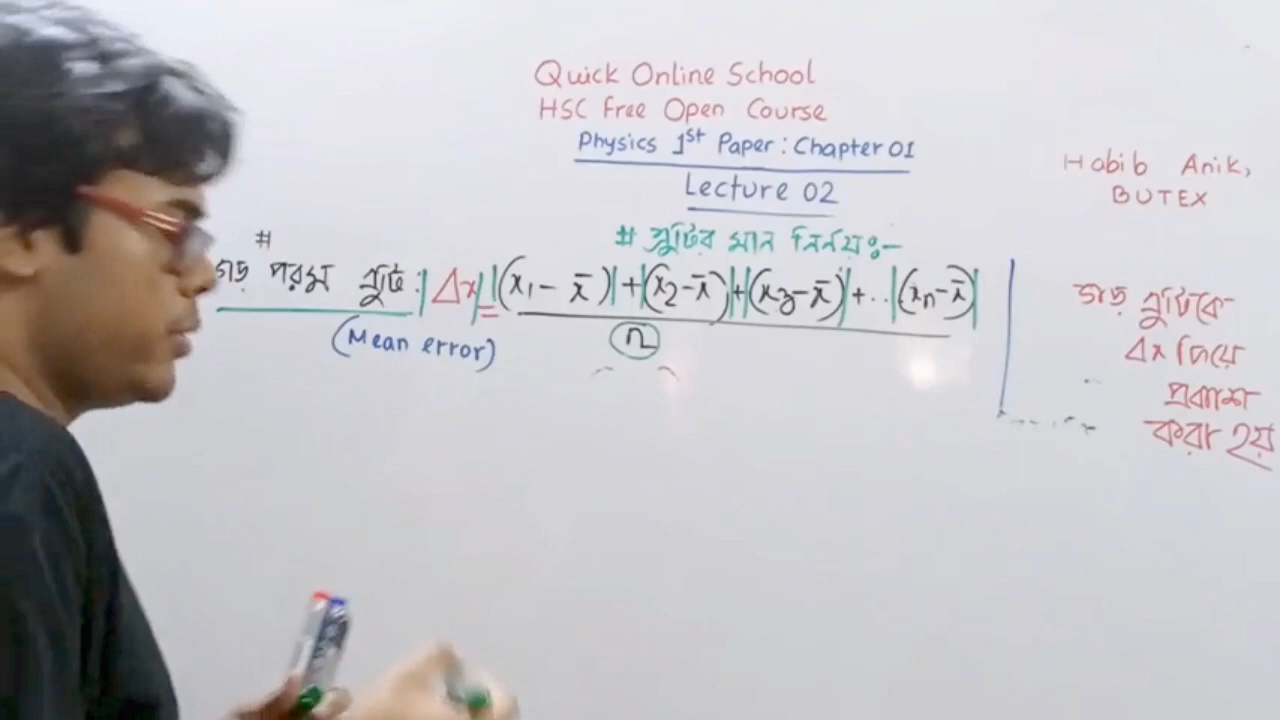 Quick Online School
HSC Free Open Course
Physics 1st Paper: Chapter 01
Lecture 02
Habib Anik,
BUTEX
# ত্রুটির মান নির্নয়ঃ-
#
গড় পরম ত্রুটি: |Δx| = |(x₁ - x̄)| + |(x₂ - x̄)| + |(x₃ - x̄)| + .. |(xₙ - x̄)|
n
(Mean error)
গড় ত্রুটিকে
Δx দিয়ে
প্রকাশ
করা হয়